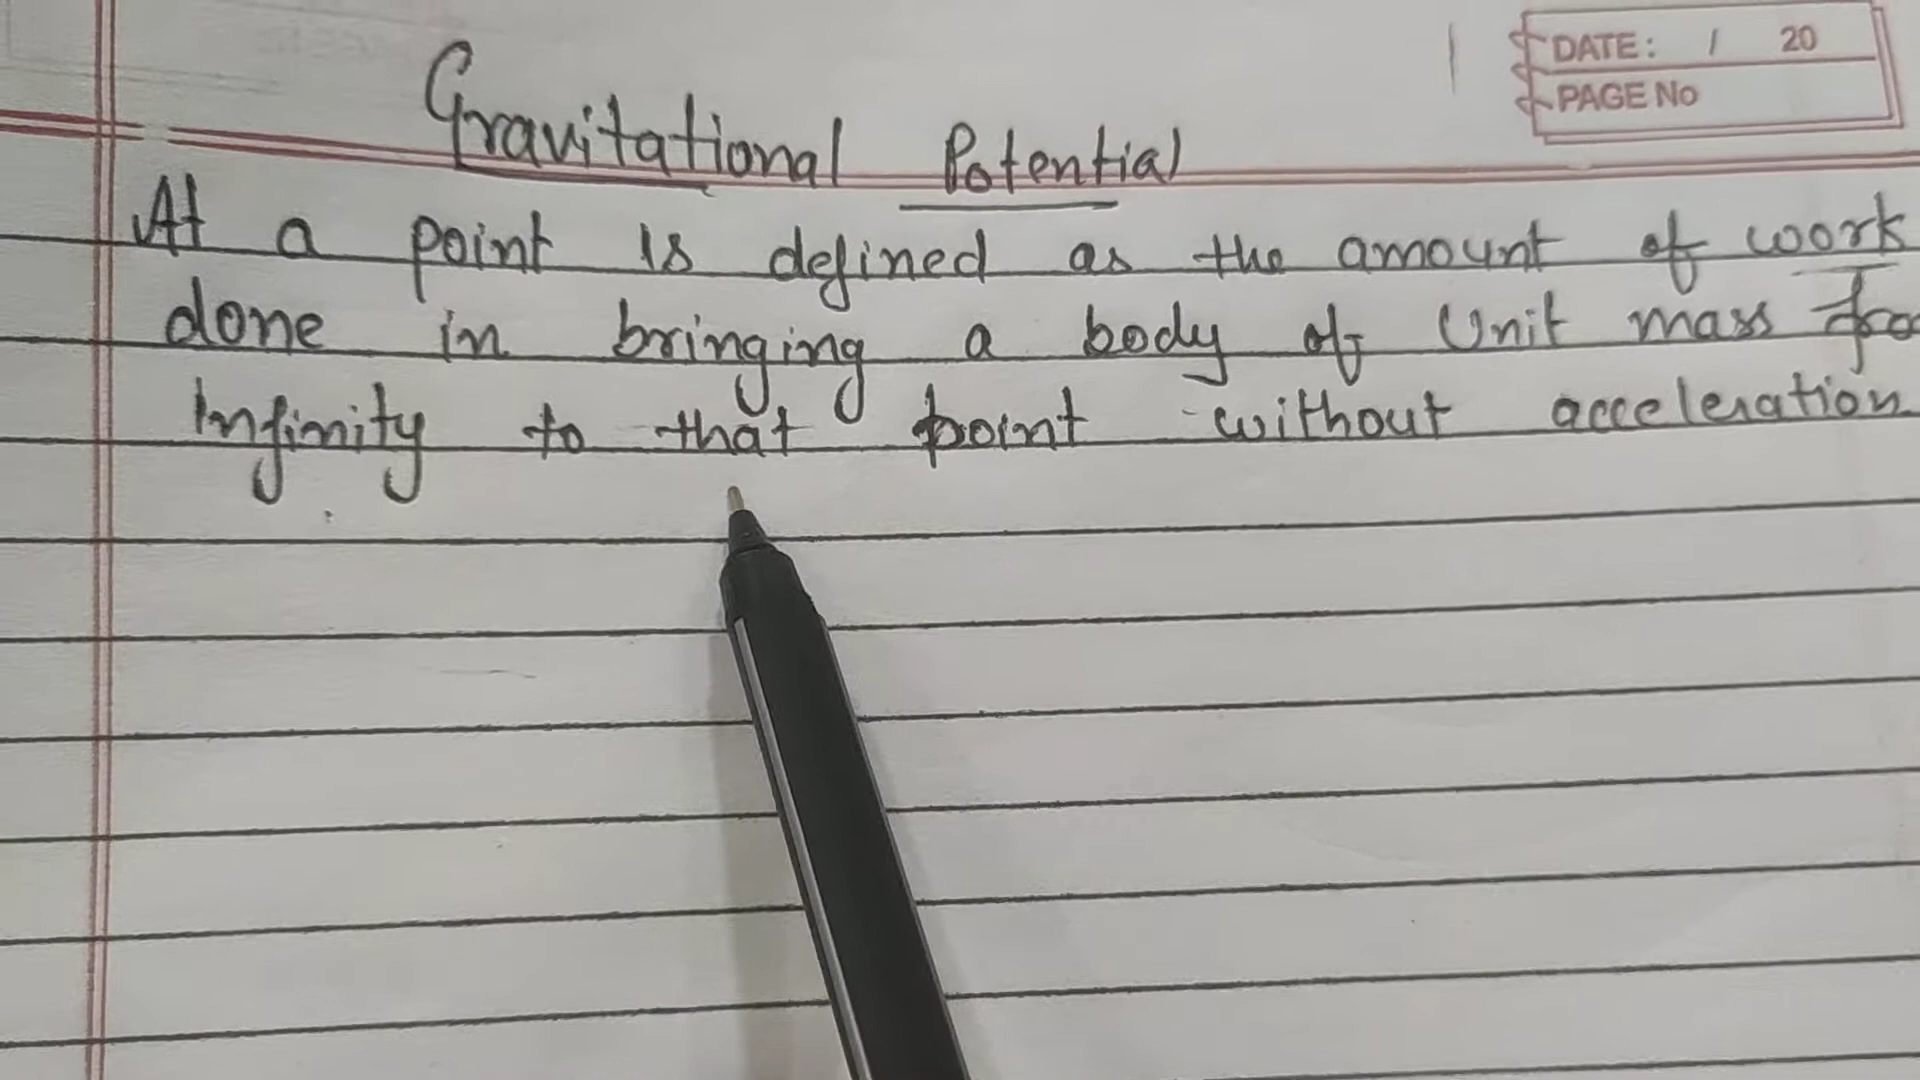 DATE: / 20
PAGE No
Gravitational Potential
At a point is defined as the amount of work
done in bringing a body of Unit mass fro
Infinity to that point without acceleration